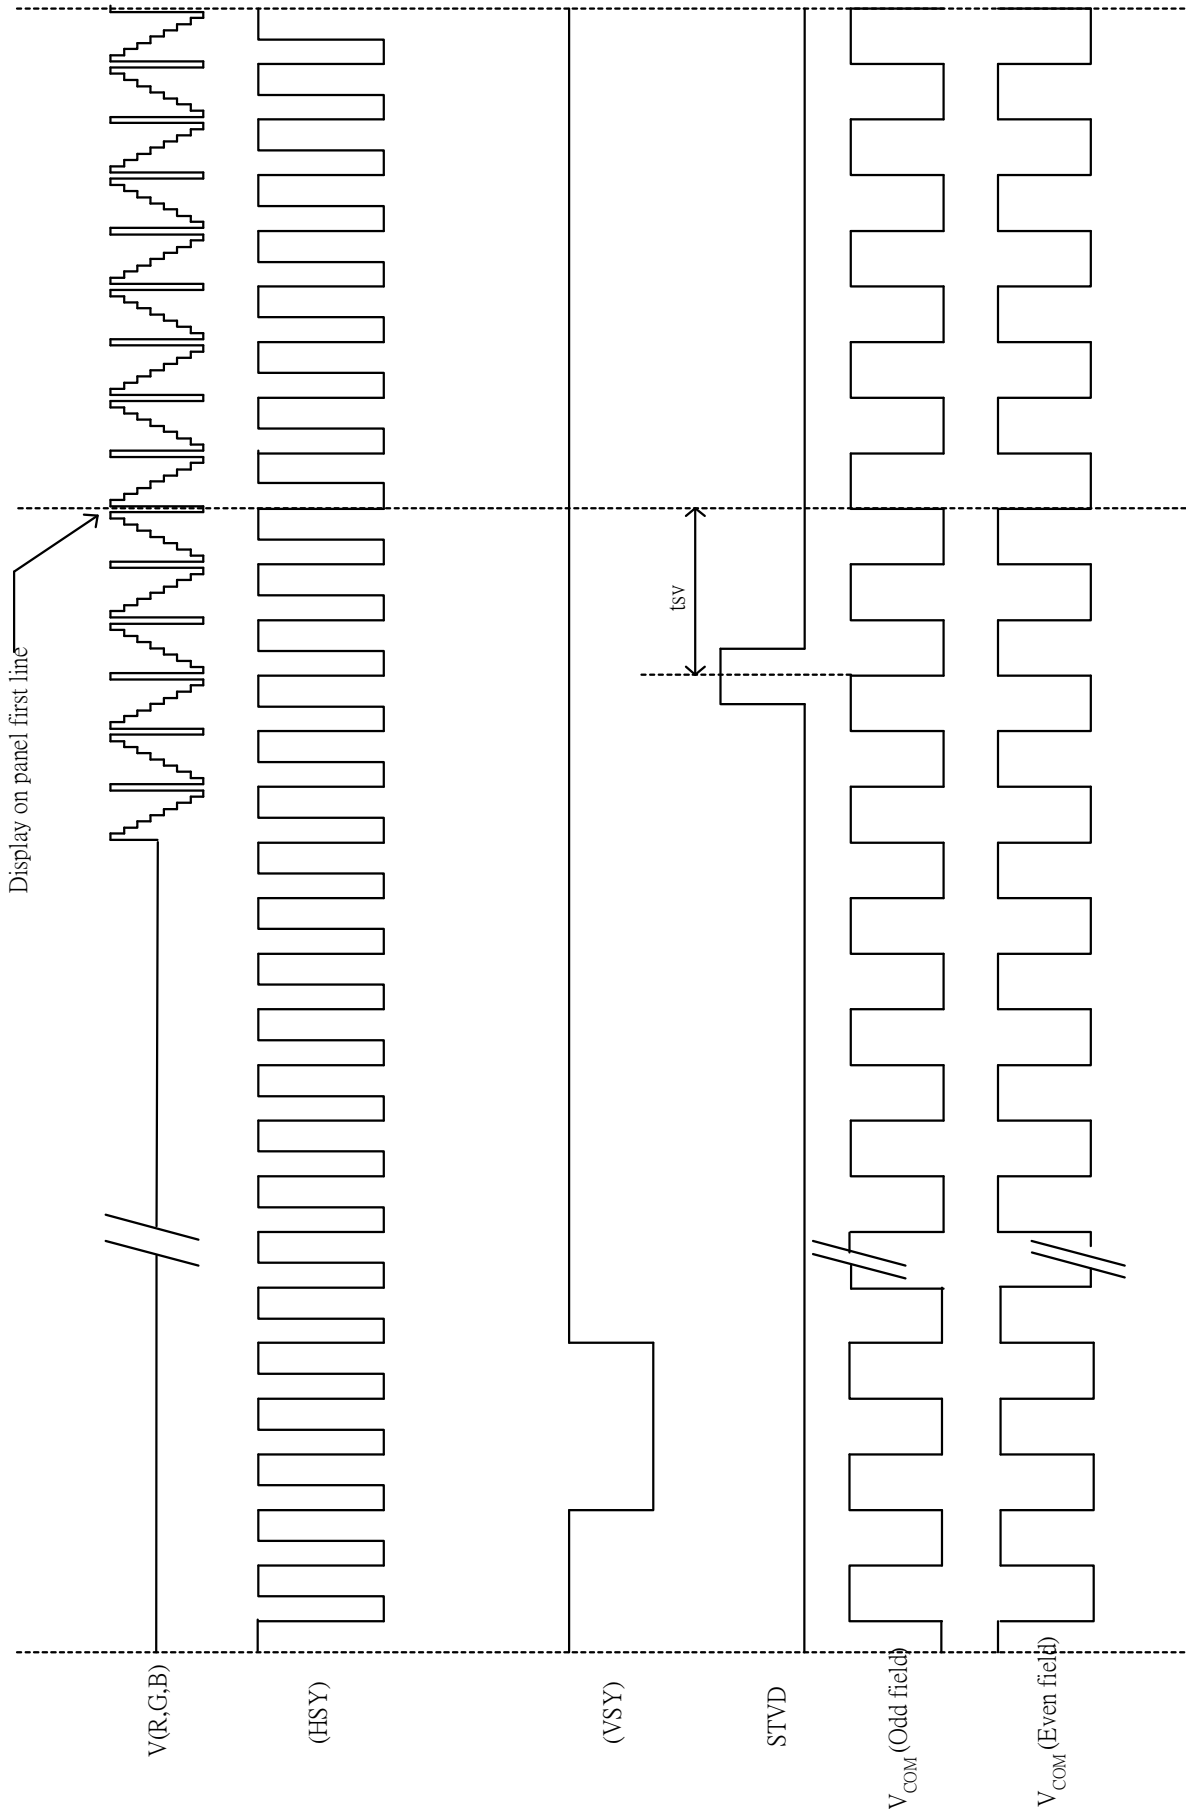 Display on panel first line
tsv
V(R,G,B)
(HSY)
(VSY)
STVD
VCOM (Odd field)
VCOM (Even field)